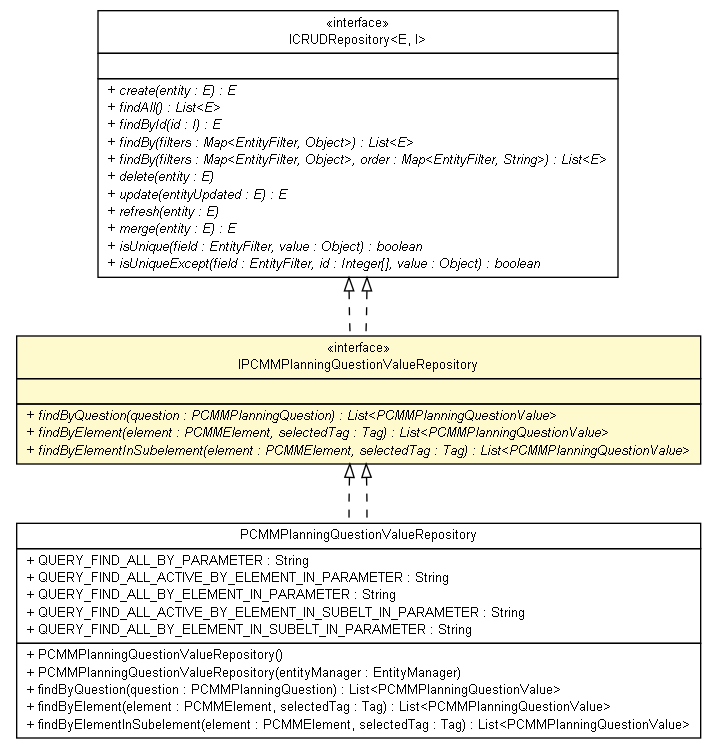 «interface»
ICRUDRepository<E, I>
+ create(entity : E) : E
+ findAll() : List<E>
+ findById(id : I) : E
+ findBy(filters : Map<EntityFilter, Object>) : List<E>
+ findBy(filters : Map<EntityFilter, Object>, order : Map<EntityFilter, String>) : List<E>
+ delete(entity : E)
+ update(entityUpdated : E) : E
+ refresh(entity : E)
+ merge(entity : E) : E
+ isUnique(field : EntityFilter, value : Object) : boolean
+ isUniqueExcept(field : EntityFilter, id : Integer[], value : Object) : boolean
«interface»
IPCMMPlanningQuestionValueRepository
+ findByQuestion(question : PCMMPlanningQuestion) : List<PCMMPlanningQuestionValue>
+ findByElement(element : PCMMElement, selectedTag : Tag) : List<PCMMPlanningQuestionValue>
+ findByElementInSubelement(element : PCMMElement, selectedTag : Tag) : List<PCMMPlanningQuestionValue>
PCMMPlanningQuestionValueRepository
+ QUERY_FIND_ALL_BY_PARAMETER : String
+ QUERY_FIND_ALL_ACTIVE_BY_ELEMENT_IN_PARAMETER : String
+ QUERY_FIND_ALL_BY_ELEMENT_IN_PARAMETER : String
+ QUERY_FIND_ALL_ACTIVE_BY_ELEMENT_IN_SUBELT_IN_PARAMETER : String
+ QUERY_FIND_ALL_BY_ELEMENT_IN_SUBELT_IN_PARAMETER : String
+ PCMMPlanningQuestionValueRepository()
+ PCMMPlanningQuestionValueRepository(entityManager : EntityManager)
+ findByQuestion(question : PCMMPlanningQuestion) : List<PCMMPlanningQuestionValue>
+ findByElement(element : PCMMElement, selectedTag : Tag) : List<PCMMPlanningQuestionValue>
+ findByElementInSubelement(element : PCMMElement, selectedTag : Tag) : List<PCMMPlanningQuestionValue>